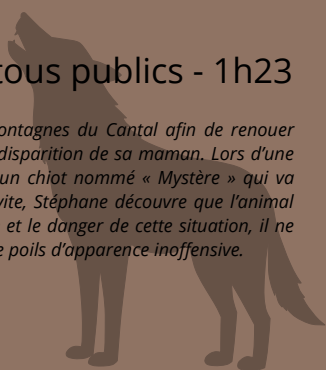 tous publics - 1h23
ontagnes du Cantal afin de renouer
disparition de sa maman. Lors d’une
un chiot nommé « Mystère » qui va
vite, Stéphane découvre que l’animal
et le danger de cette situation, il ne
e poils d’apparence inoffensive.